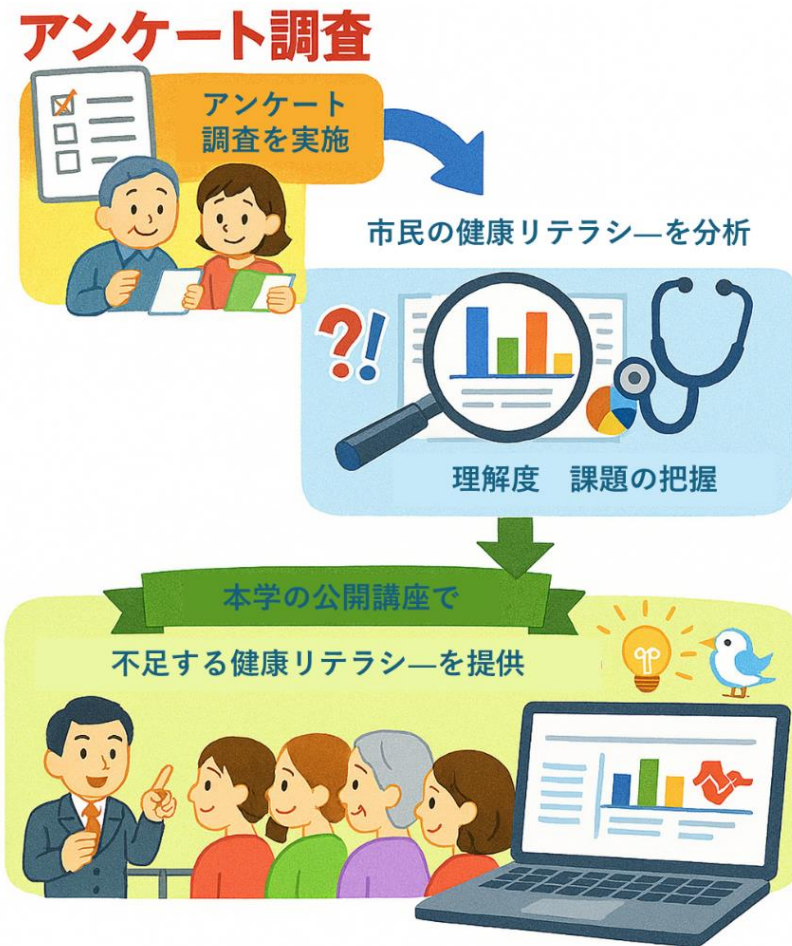 アンケート調査
アンケート
調査を実施
市民の健康リテラシ—を分析
?!
理解度　課題の把握
本学の公開講座で
不足する健康リテラシ—を提供